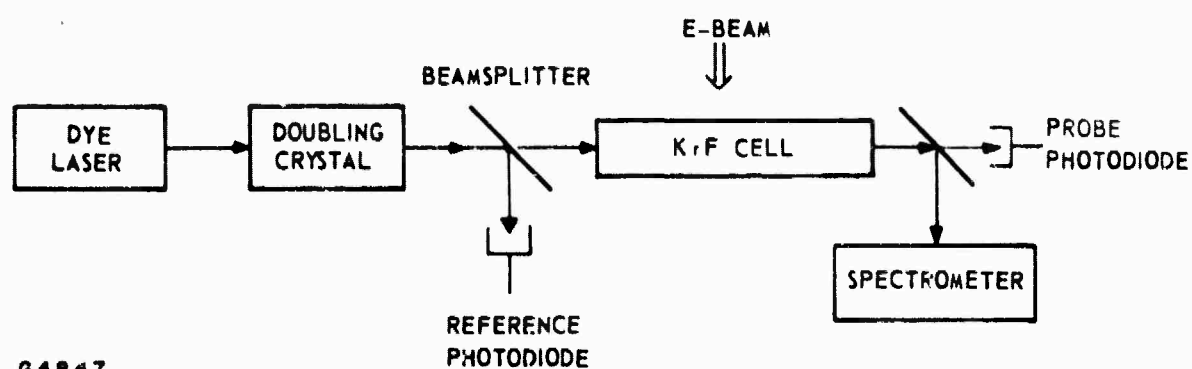 E-BEAM
BEAMSPLITTER
DYE
LASER
DOUBLING
CRYSTAL
KrF CELL
PROBE
PHOTODIODE
SPECTROMETER
REFERENCE
PHOTODIODE